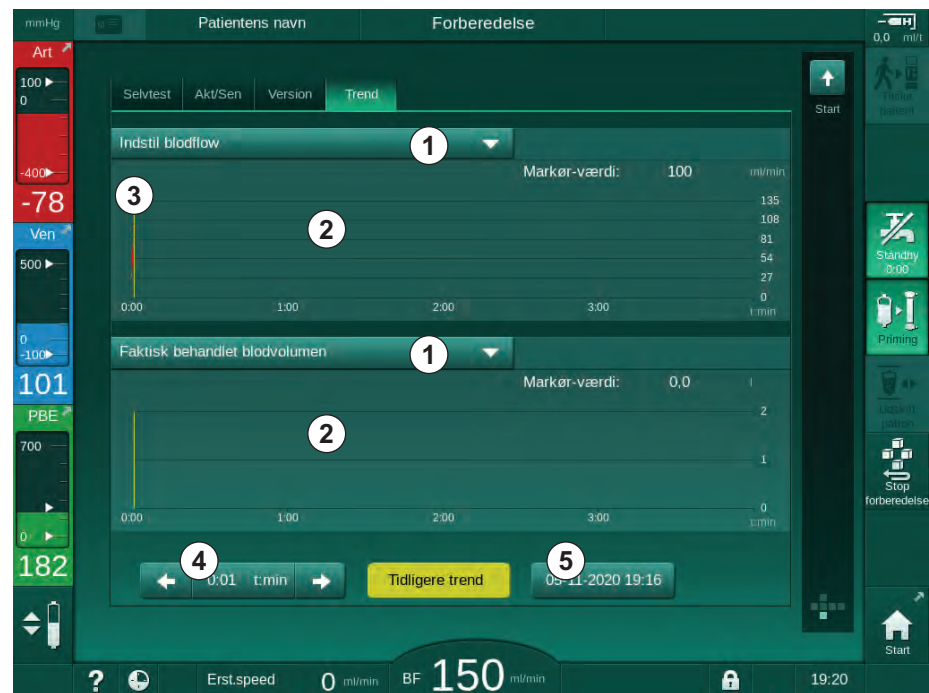 mmHg Patientens navn Forberedelse 0,0 ml/t
Art
100
0
-400
-78
Ven
500
0
-100
101
PBE
700
0
182
Selvtest Akt/Sen Version Trend
Indstil blodflow 1
Markør-værdi: 100 ml/min
3
2
135
108
81
54
27
0
0:00 1:00 2:00 3:00 t:min
Faktisk behandlet blodvolumen 1
Markør-værdi: 0,0 l
2
2
1
0
0:00 1:00 2:00 3:00 t:min
4 5
0:01 t:min Tidligere trend 05-11-2020 19:16
Start
Tilslut
patient
Standby
0:00
Priming
Udskift
patron
Stop
forberedelse
Start
? Erst.speed 0 ml/min BF 150 ml/min 19:20